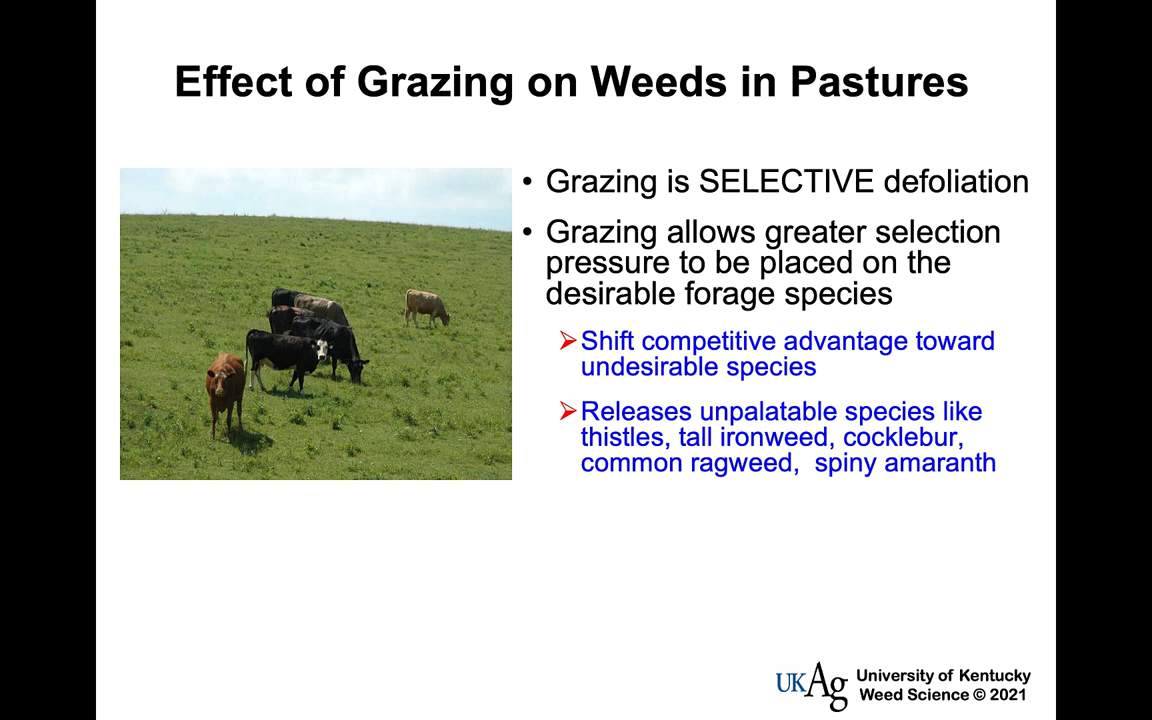 Effect of Grazing on Weeds in Pastures
• Grazing is SELECTIVE defoliation
• Grazing allows greater selection
pressure to be placed on the
desirable forage species
➢Shift competitive advantage toward
undesirable species
➢Releases unpalatable species like
thistles, tall ironweed, cocklebur,
common ragweed,  spiny amaranth
UKAg University of Kentucky
Weed Science © 2021